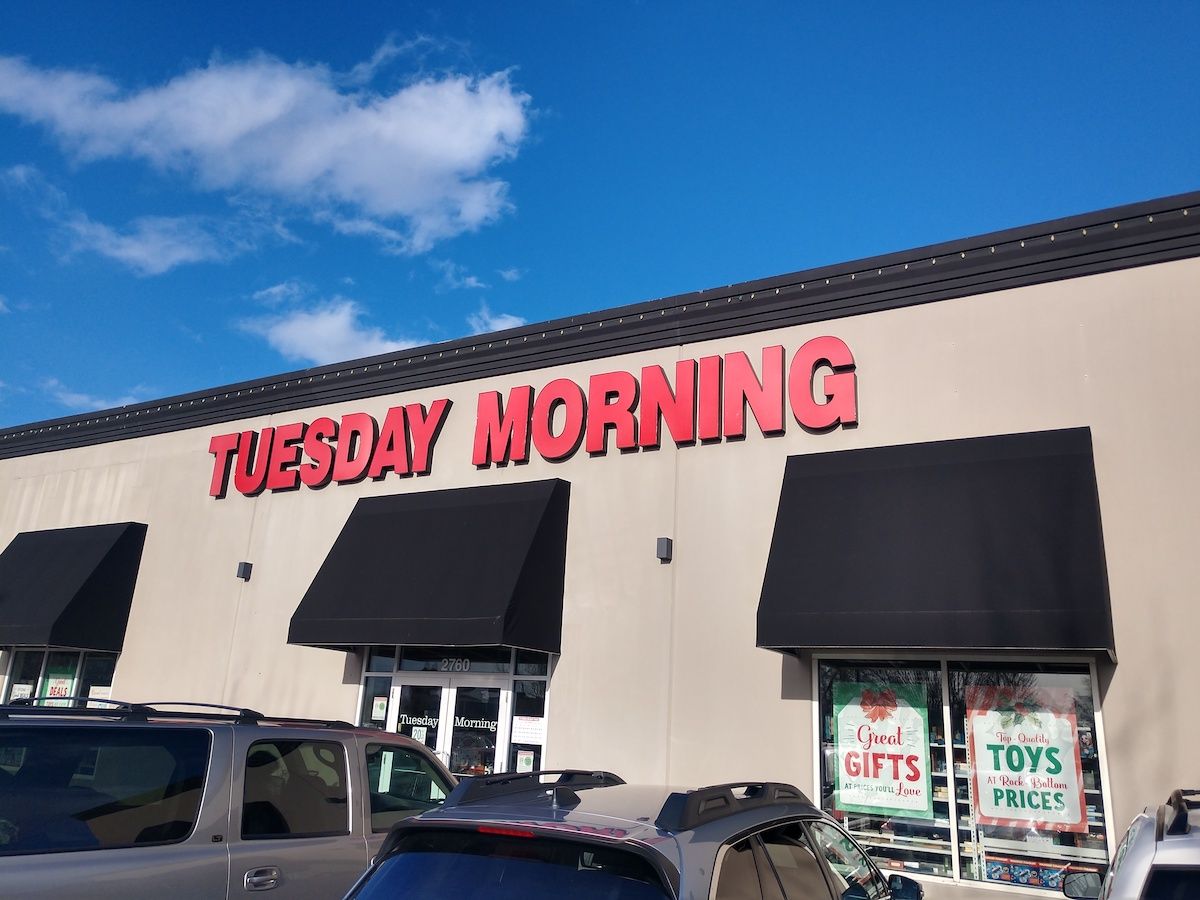 TUESDAY MORNING
2760
Tuesday Morning
20
DEALS
Great
GIFTS
AT PRICES YOU'LL Love
Top-Quality
TOYS
AT Rock-Bottom
PRICES